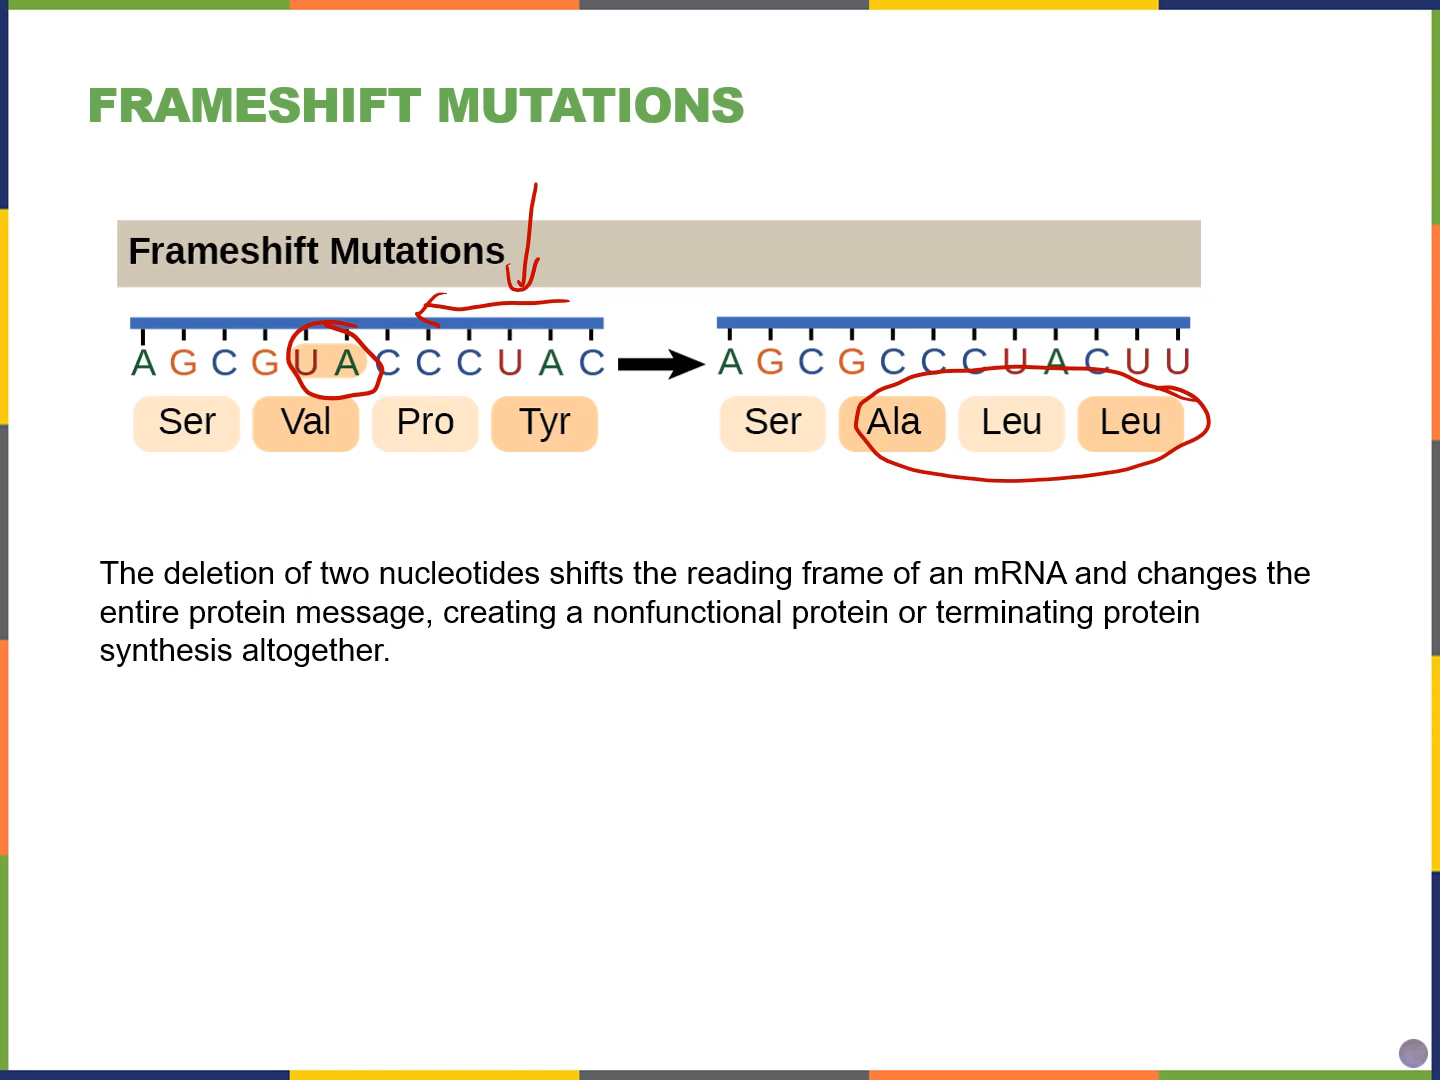 FRAMESHIFT MUTATIONS
Frameshift Mutations
A G C G U A C C C U A C
A G C G C C C U A C U U
Ser Val Pro Tyr
Ser Ala Leu Leu
The deletion of two nucleotides shifts the reading frame of an mRNA and changes the
entire protein message, creating a nonfunctional protein or terminating protein
synthesis altogether.